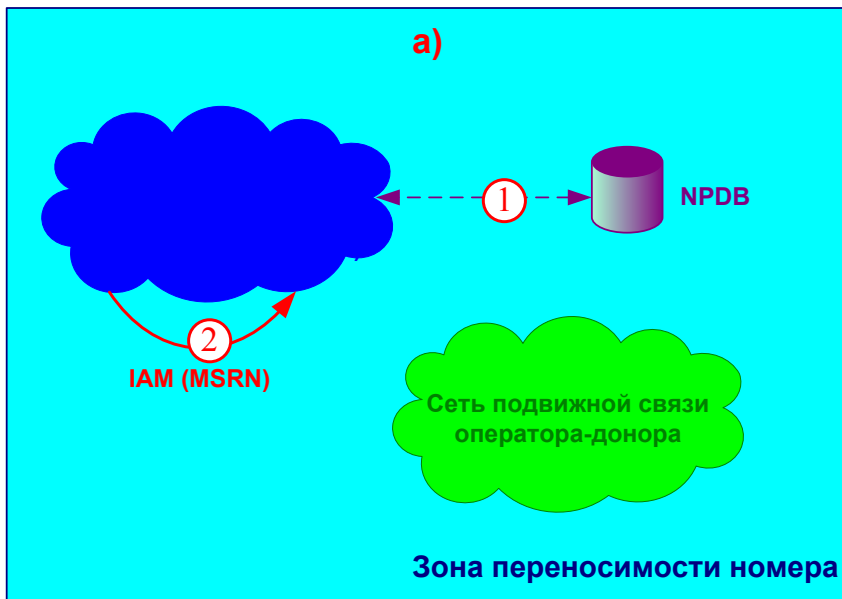 а)
1
NPDB
2
IAM (MSRN)
Сеть подвижной связи
оператора-донора
Зона переносимости номера